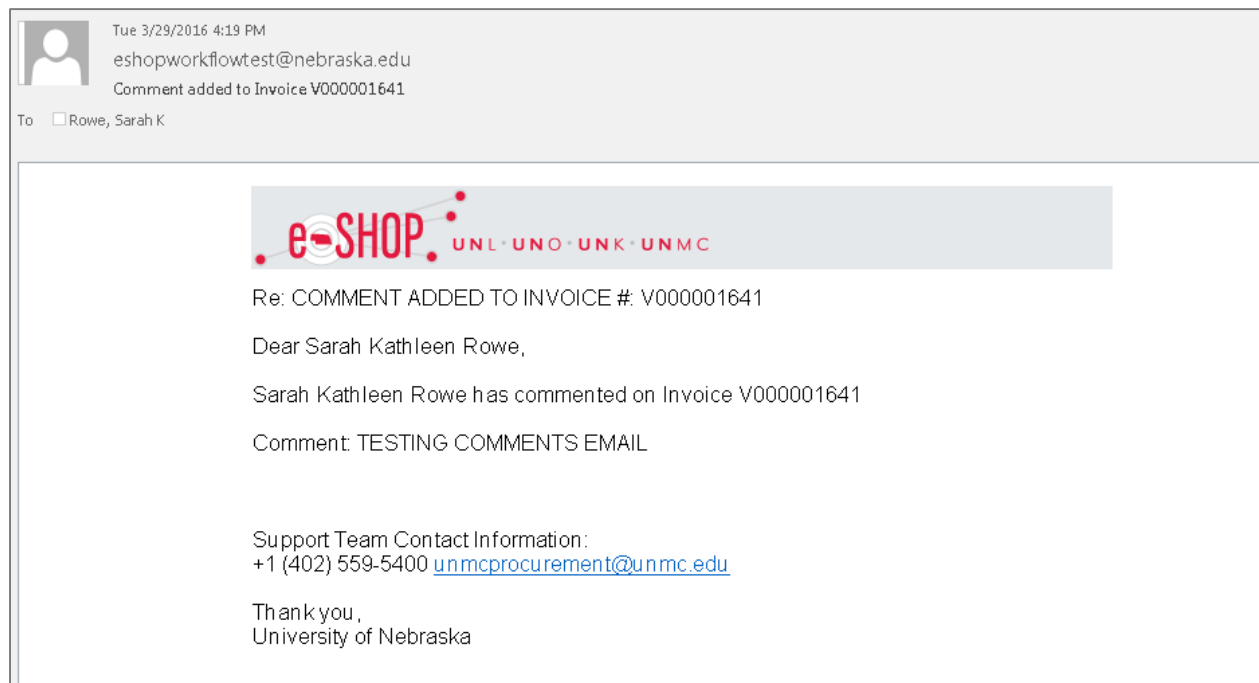 Tue 3/29/2016 4:19 PM
eshopworkflowtest@nebraska.edu
Comment added to Invoice V000001641
To Rowe, Sarah K
e SHOP UNL·UNO·UNK·UNMC
Re: COMMENT ADDED TO INVOICE #: V000001641
Dear Sarah Kathleen Rowe,
Sarah Kathleen Rowe has commented on Invoice V000001641
Comment: TESTING COMMENTS EMAIL
Support Team Contact Information:
+1 (402) 559-5400 unmcprocurement@unmc.edu
Thank you,
University of Nebraska